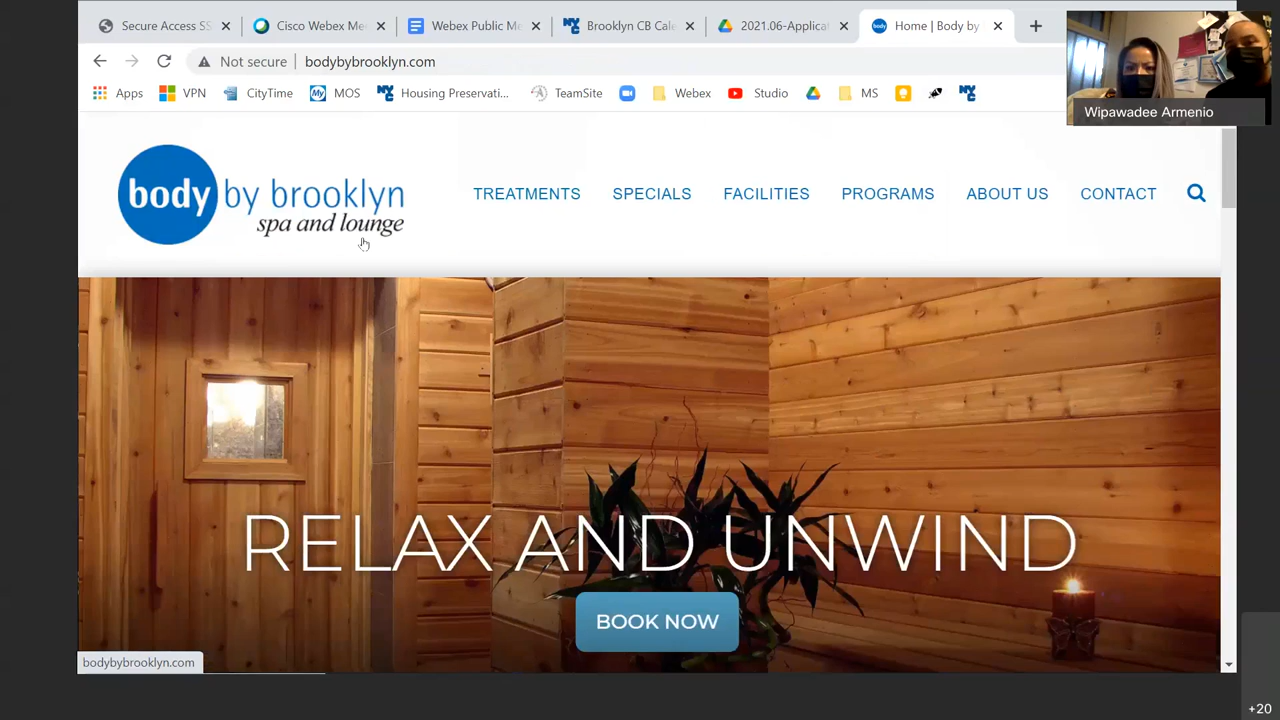 Secure Access SS
Cisco Webex Me
Webex Public Me
Brooklyn CB Cale
2021.06-Applica
Home | Body by
Not secure
bodybybrooklyn.com
Apps
VPN
CityTime
MOS
Housing Preservati...
TeamSite
Webex
Studio
MS
Wipawadee Armenio
body by brooklyn
spa and lounge
TREATMENTS
SPECIALS
FACILITIES
PROGRAMS
ABOUT US
CONTACT
RELAX AND UNWIND
BOOK NOW
bodybybrooklyn.com
+20